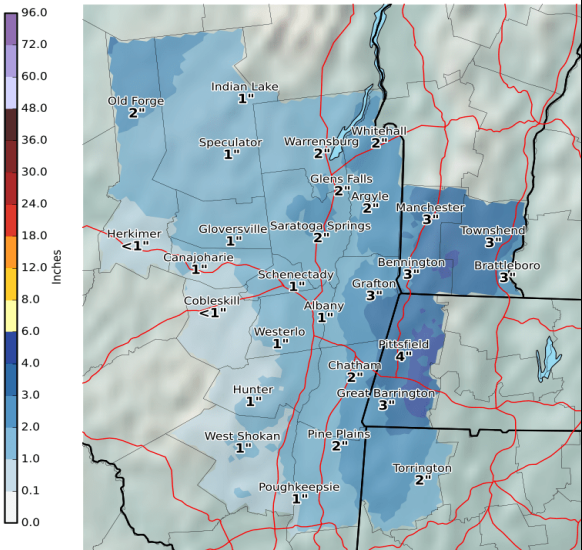 96.0
72.0
60.0
48.0
36.0
30.0
24.0
18.0
12.0
8.0
6.0
4.0
3.0
2.0
1.0
0.1
0.0
Inches
Indian Lake
1"
Old Forge
2"
Whitehall
2"
Speculator
1"
Warrensburg
2"
Glens Falls
2"
Argyle
2"
Manchester
3"
Herkimer
<1"
Gloversville
1"
Saratoga Springs
2"
Townshend
3"
Canajoharie
1"
Bennington
3"
Brattleboro
3"
Schenectady
1"
Grafton
3"
Cobleskill
<1"
Albany
1"
Westerlo
1"
Pittsfield
4"
Chatham
2"
Hunter
1"
Great Barrington
3"
West Shokan
1"
Pine Plains
2"
Torrington
2"
Poughkeepsie
1"